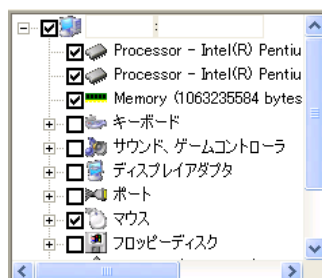 :
Processor - Intel(R) Pentiu
Processor - Intel(R) Pentiu
Memory (1063235584 bytes
キーボード
サウンド、ゲームコントローラ
ディスプレイアダプタ
ポート
マウス
フロッピーディスク